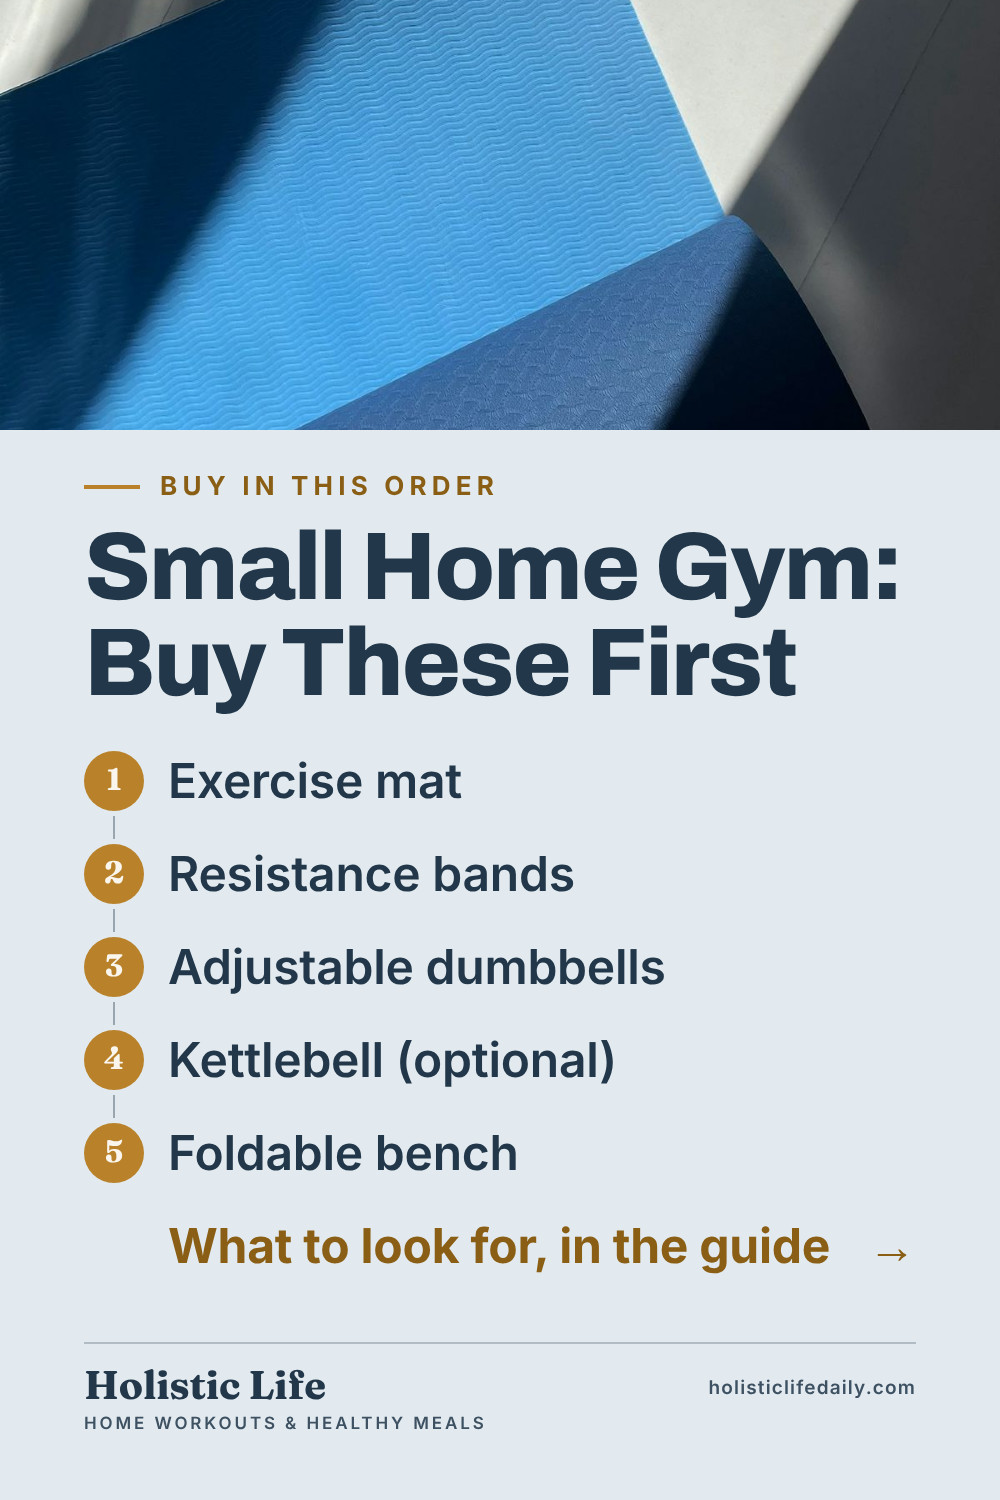 BUY IN THIS ORDER
Small Home Gym:
Buy These First
1 Exercise mat
2 Resistance bands
3 Adjustable dumbbells
4 Kettlebell (optional)
5 Foldable bench
What to look for, in the guide →
Holistic Life
holisticlifedaily.com
HOME WORKOUTS & HEALTHY MEALS